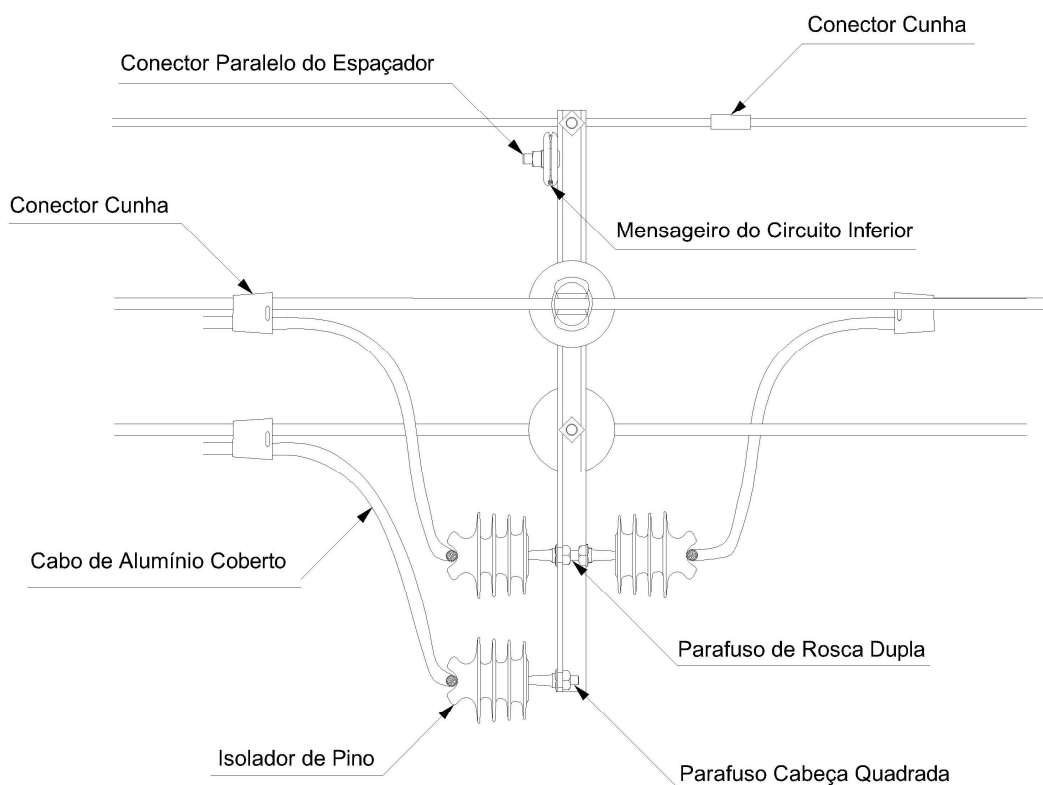 Conector Cunha
Conector Paralelo do Espaçador
Conector Cunha
Mensageiro do Circuito Inferior
Cabo de Alumínio Coberto
Parafuso de Rosca Dupla
Isolador de Pino
Parafuso Cabeça Quadrada